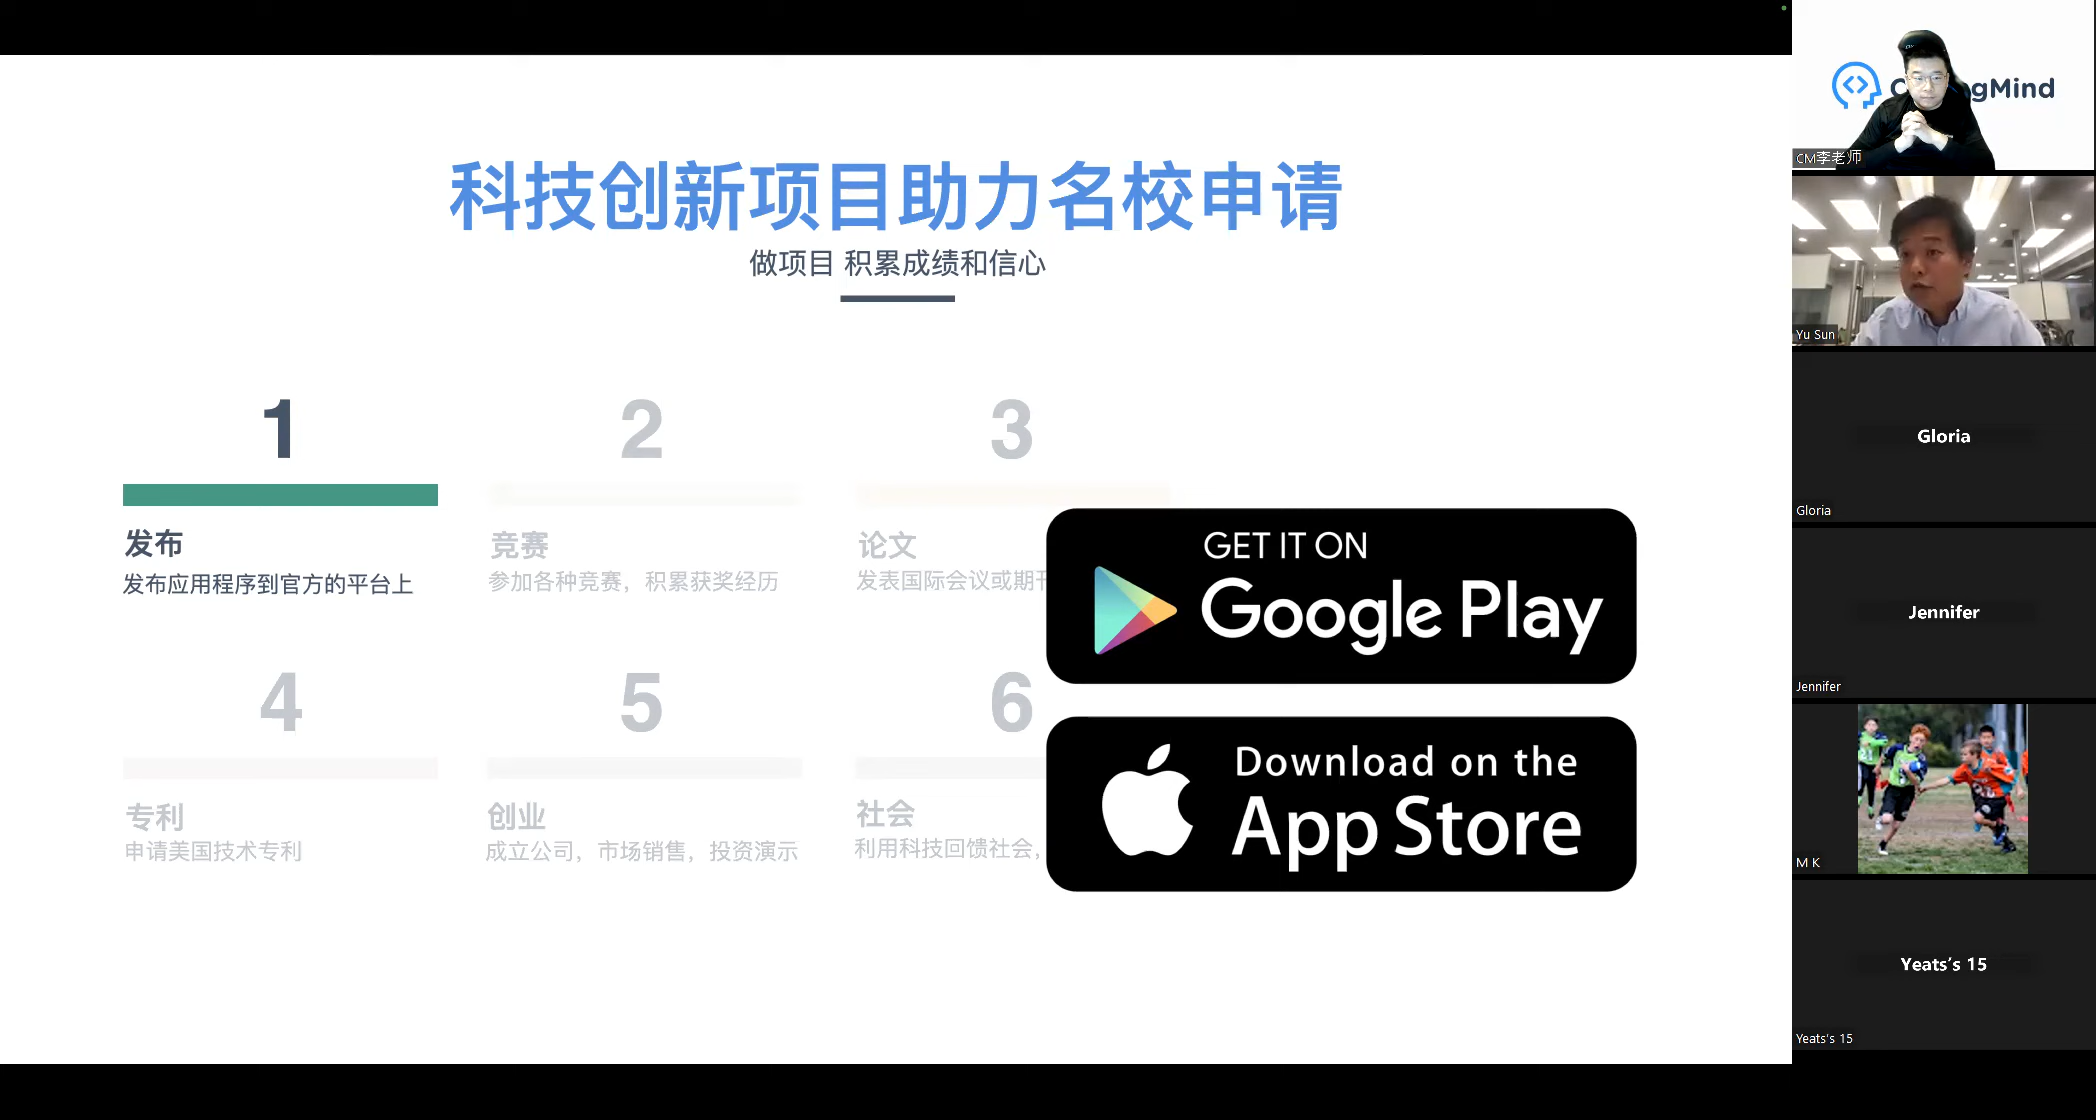 科技创新项目助力名校申请
做项目 积累成绩和信心
1
发布
发布应用程序到官方的平台上
2
竞赛
参加各种竞赛，积累获奖经历
3
论文
发表国际会议或期
4
专利
申请美国技术专利
5
创业
成立公司，市场销售，投资演示
6
社会
利用科技回馈社会，
GET IT ON
Google Play
Download on the
App Store
gMind
CM李老师
Yu Sun
Gloria
Gloria
Jennifer
Jennifer
M K
Yeats's 15
Yeats's 15